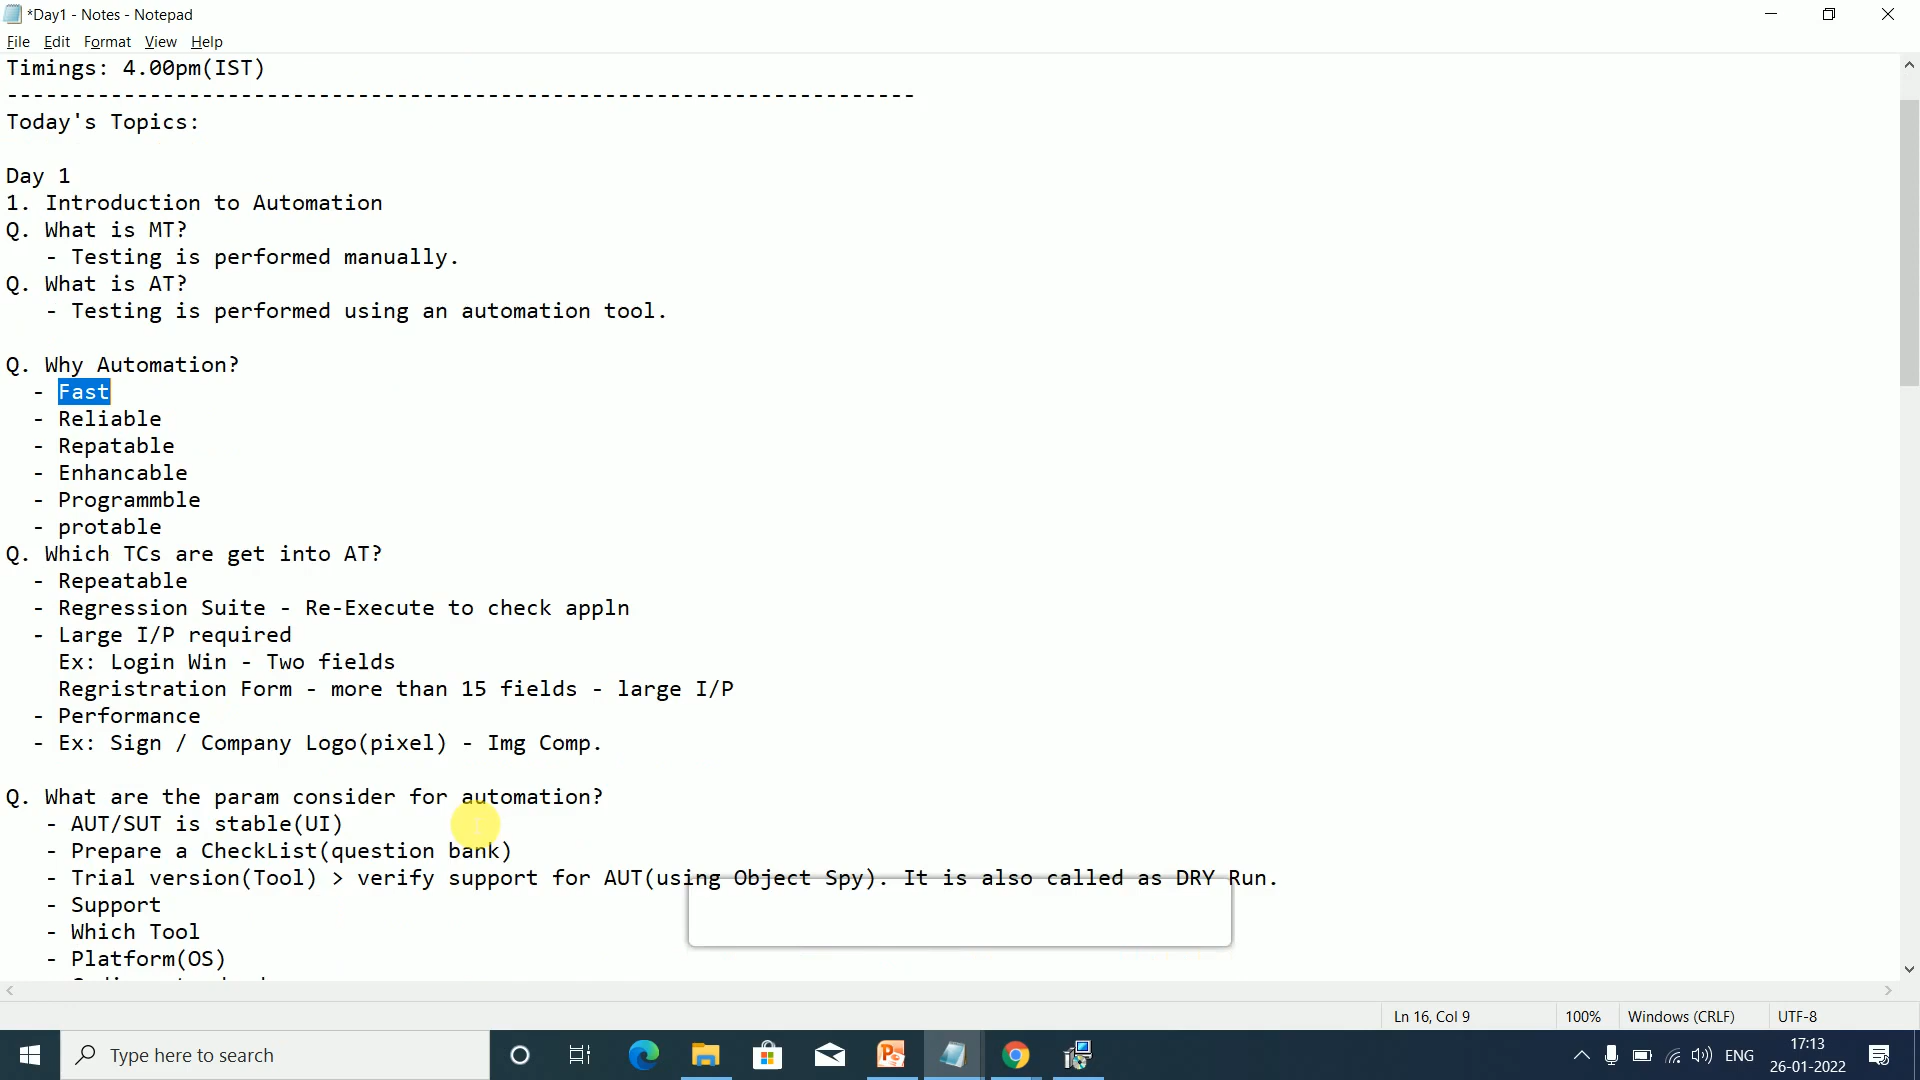 *Day1 - Notes - Notepad
File Edit Format View Help
Timings: 4.00pm(IST)
----------------------------------------------------------------------
Today's Topics:
Day 1
1. Introduction to Automation
Q. What is MT?
- Testing is performed manually.
Q. What is AT?
- Testing is performed using an automation tool.
Q. Why Automation?
- Fast
- Reliable
- Repatable
- Enhancable
- Programmble
- protable
Q. Which TCs are get into AT?
- Repeatable
- Regression Suite - Re-Execute to check appln
- Large I/P required
Ex: Login Win - Two fields
Regristration Form - more than 15 fields - large I/P
- Performance
- Ex: Sign / Company Logo(pixel) - Img Comp.
Q. What are the param consider for automation?
- AUT/SUT is stable(UI)
- Prepare a CheckList(question bank)
- Trial version(Tool) > verify support for AUT(using Object Spy). It is also called as DRY Run.
- Support
- Which Tool
- Platform(OS)
Ln 16, Col 9 100% Windows (CRLF) UTF-8
Type here to search
ENG
17:13
26-01-2022